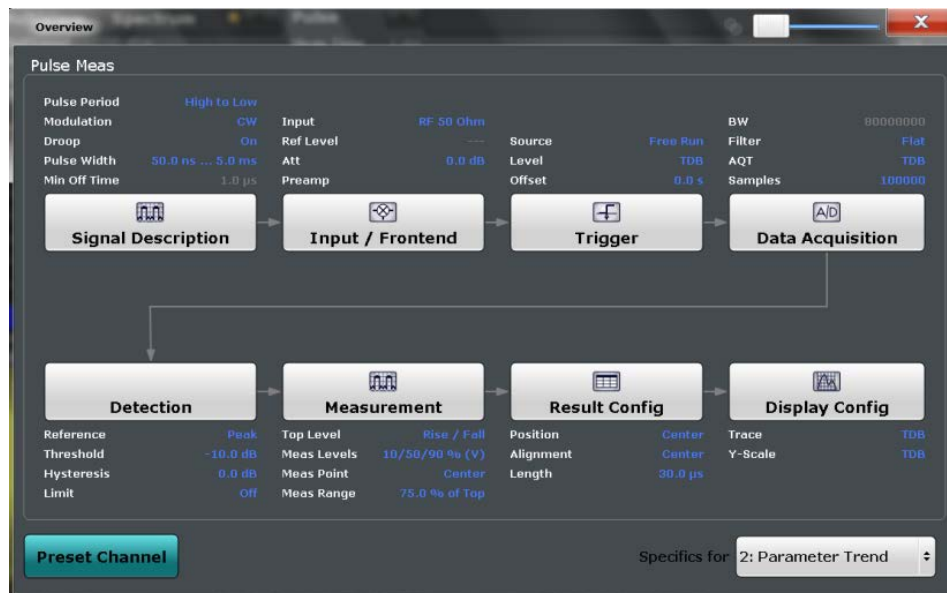 Overview
Spectrum
Pulse
Pulse Meas
Pulse Period High to Low
Modulation CW
Droop On
Pulse Width 50.0 ns ... 5.0 ms
Min Off Time 1.0 µs
Input RF 50 Ohm
Ref Level ---
Att 0.0 dB
Preamp
Source Free Run
Level TDB
Offset 0.0 s
BW 80000000
Filter Flat
AQT TDB
Samples 100000
Signal Description
Input / Frontend
Trigger
A/D
Data Acquisition
Detection
Measurement
Result Config
Display Config
Reference Peak
Threshold -10.0 dB
Hysteresis 0.0 dB
Limit Off
Top Level Rise / Fall
Meas Levels 10/50/90 % (V)
Meas Point Center
Meas Range 75.0 % of Top
Position Center
Alignment Center
Length 30.0 µs
Trace TDB
Y-Scale TDB
Preset Channel
Specifics for 2: Parameter Trend